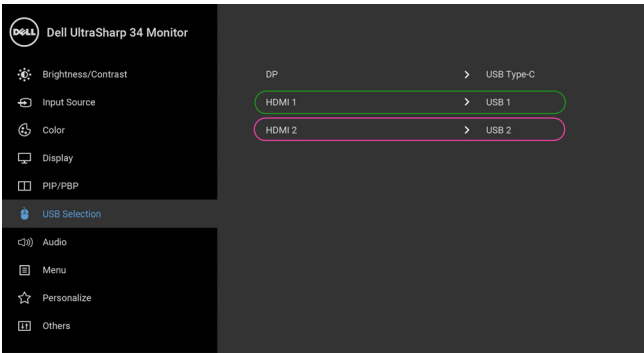 DELL Dell UltraSharp 34 Monitor
Brightness/Contrast
Input Source
Color
Display
PIP/PBP
USB Selection
Audio
Menu
Personalize
Others
DP > USB Type-C
HDMI 1 > USB 1
HDMI 2 > USB 2